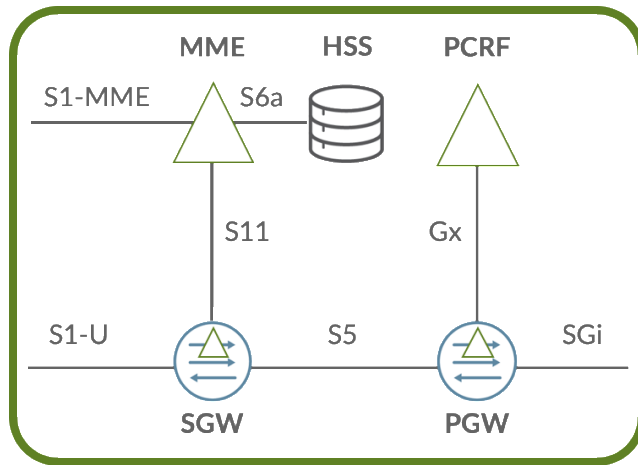 MME HSS PCRF
S1-MME S6a
S11 Gx
S1-U S5 SGi
SGW PGW